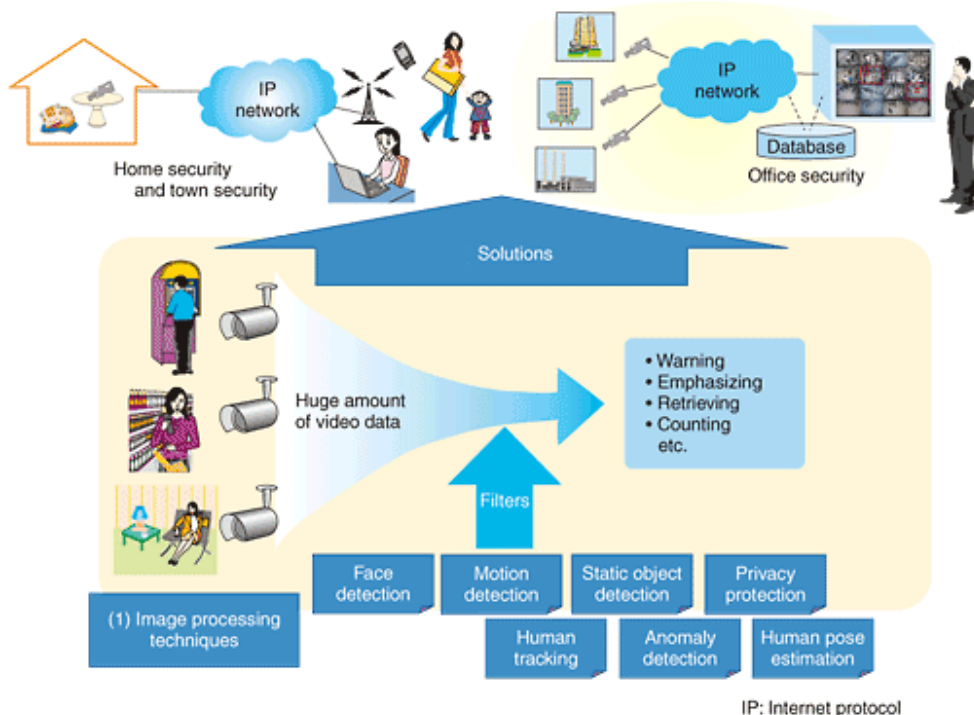 IP
network
Home security
and town security
IP
network
Database
Office security
Solutions
Huge amount
of video data
• Warning
• Emphasizing
• Retrieving
• Counting
etc.
Filters
Face
detection
Motion
detection
Static object
detection
Privacy
protection
(1) Image processing
techniques
Human
tracking
Anomaly
detection
Human pose
estimation
IP: Internet protocol